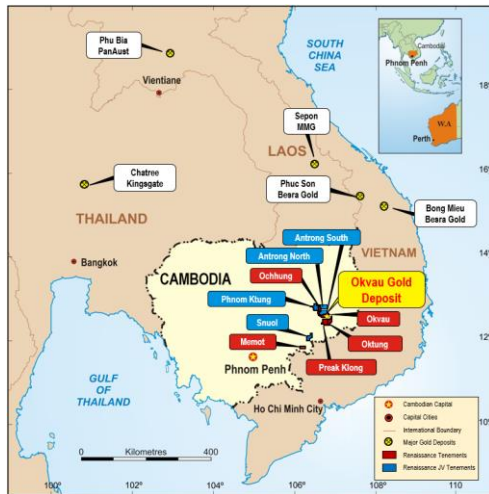 Phu Bia
PanAust
Vientiane
SOUTH
CHINA
SEA
Cambodia
Phnom Penh
W.A
Perth
Sepon
MMG
LAOS
Chatree
Kingsgate
Phuc Son
Besra Gold
Bong Mieu
Besra Gold
THAILAND
Antrong South
VIETNAM
Antrong North
Bangkok
CAMBODIA
Ochhung
Okvau Gold
Deposit
Phnom Ktung
Snuol
Okvau
Memot
Oktung
Phnom Penh
Preak Klong
GULF
OF
THAILAND
Ho Chi Minh City
Kilometres
0
200
400
Cambodian Capital
Capital Cities
International Boundary
Major Gold Deposits
Renaissance Tenements
Renaissance JV Tenements
18°
16°
14°
12°
10°
100°
102°
104°
106°
108°